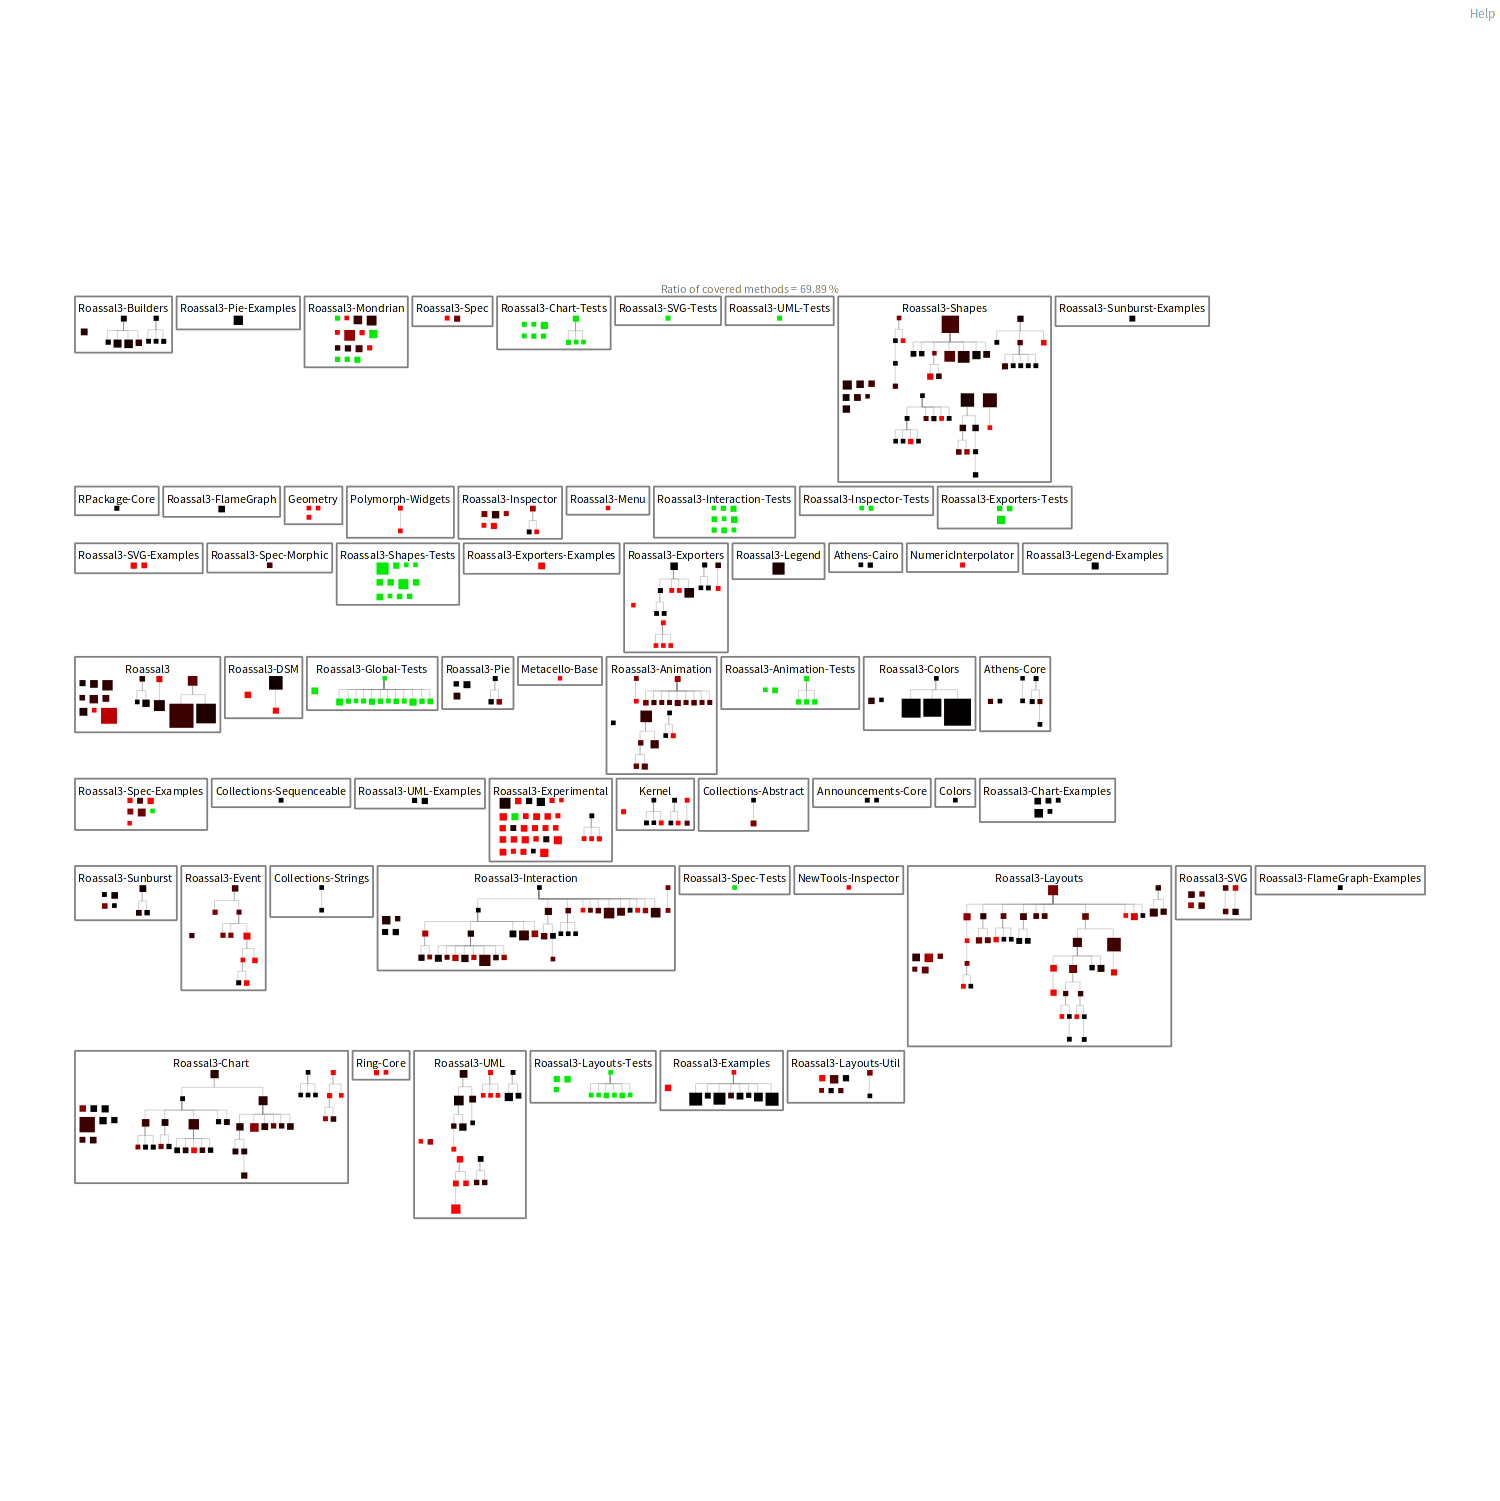 Help
Ratio of covered methods = 69.89 %
Roassal3-Builders
Roassal3-Pie-Examples
Roassal3-Mondrian
Roassal3-Spec
Roassal3-Chart-Tests
Roassal3-SVG-Tests
Roassal3-UML-Tests
Roassal3-Shapes
Roassal3-Sunburst-Examples
RPackage-Core
Roassal3-FlameGraph
Geometry
Polymorph-Widgets
Roassal3-Inspector
Roassal3-Menu
Roassal3-Interaction-Tests
Roassal3-Inspector-Tests
Roassal3-Exporters-Tests
Roassal3-SVG-Examples
Roassal3-Spec-Morphic
Roassal3-Shapes-Tests
Roassal3-Exporters-Examples
Roassal3-Exporters
Roassal3-Legend
Athens-Cairo
NumericInterpolator
Roassal3-Legend-Examples
Roassal3
Roassal3-DSM
Roassal3-Global-Tests
Roassal3-Pie
Metacello-Base
Roassal3-Animation
Roassal3-Animation-Tests
Roassal3-Colors
Athens-Core
Roassal3-Spec-Examples
Collections-Sequenceable
Roassal3-UML-Examples
Roassal3-Experimental
Kernel
Collections-Abstract
Announcements-Core
Colors
Roassal3-Chart-Examples
Roassal3-Sunburst
Roassal3-Event
Collections-Strings
Roassal3-Interaction
Roassal3-Spec-Tests
NewTools-Inspector
Roassal3-Layouts
Roassal3-SVG
Roassal3-FlameGraph-Examples
Roassal3-Chart
Ring-Core
Roassal3-UML
Roassal3-Layouts-Tests
Roassal3-Examples
Roassal3-Layouts-Util